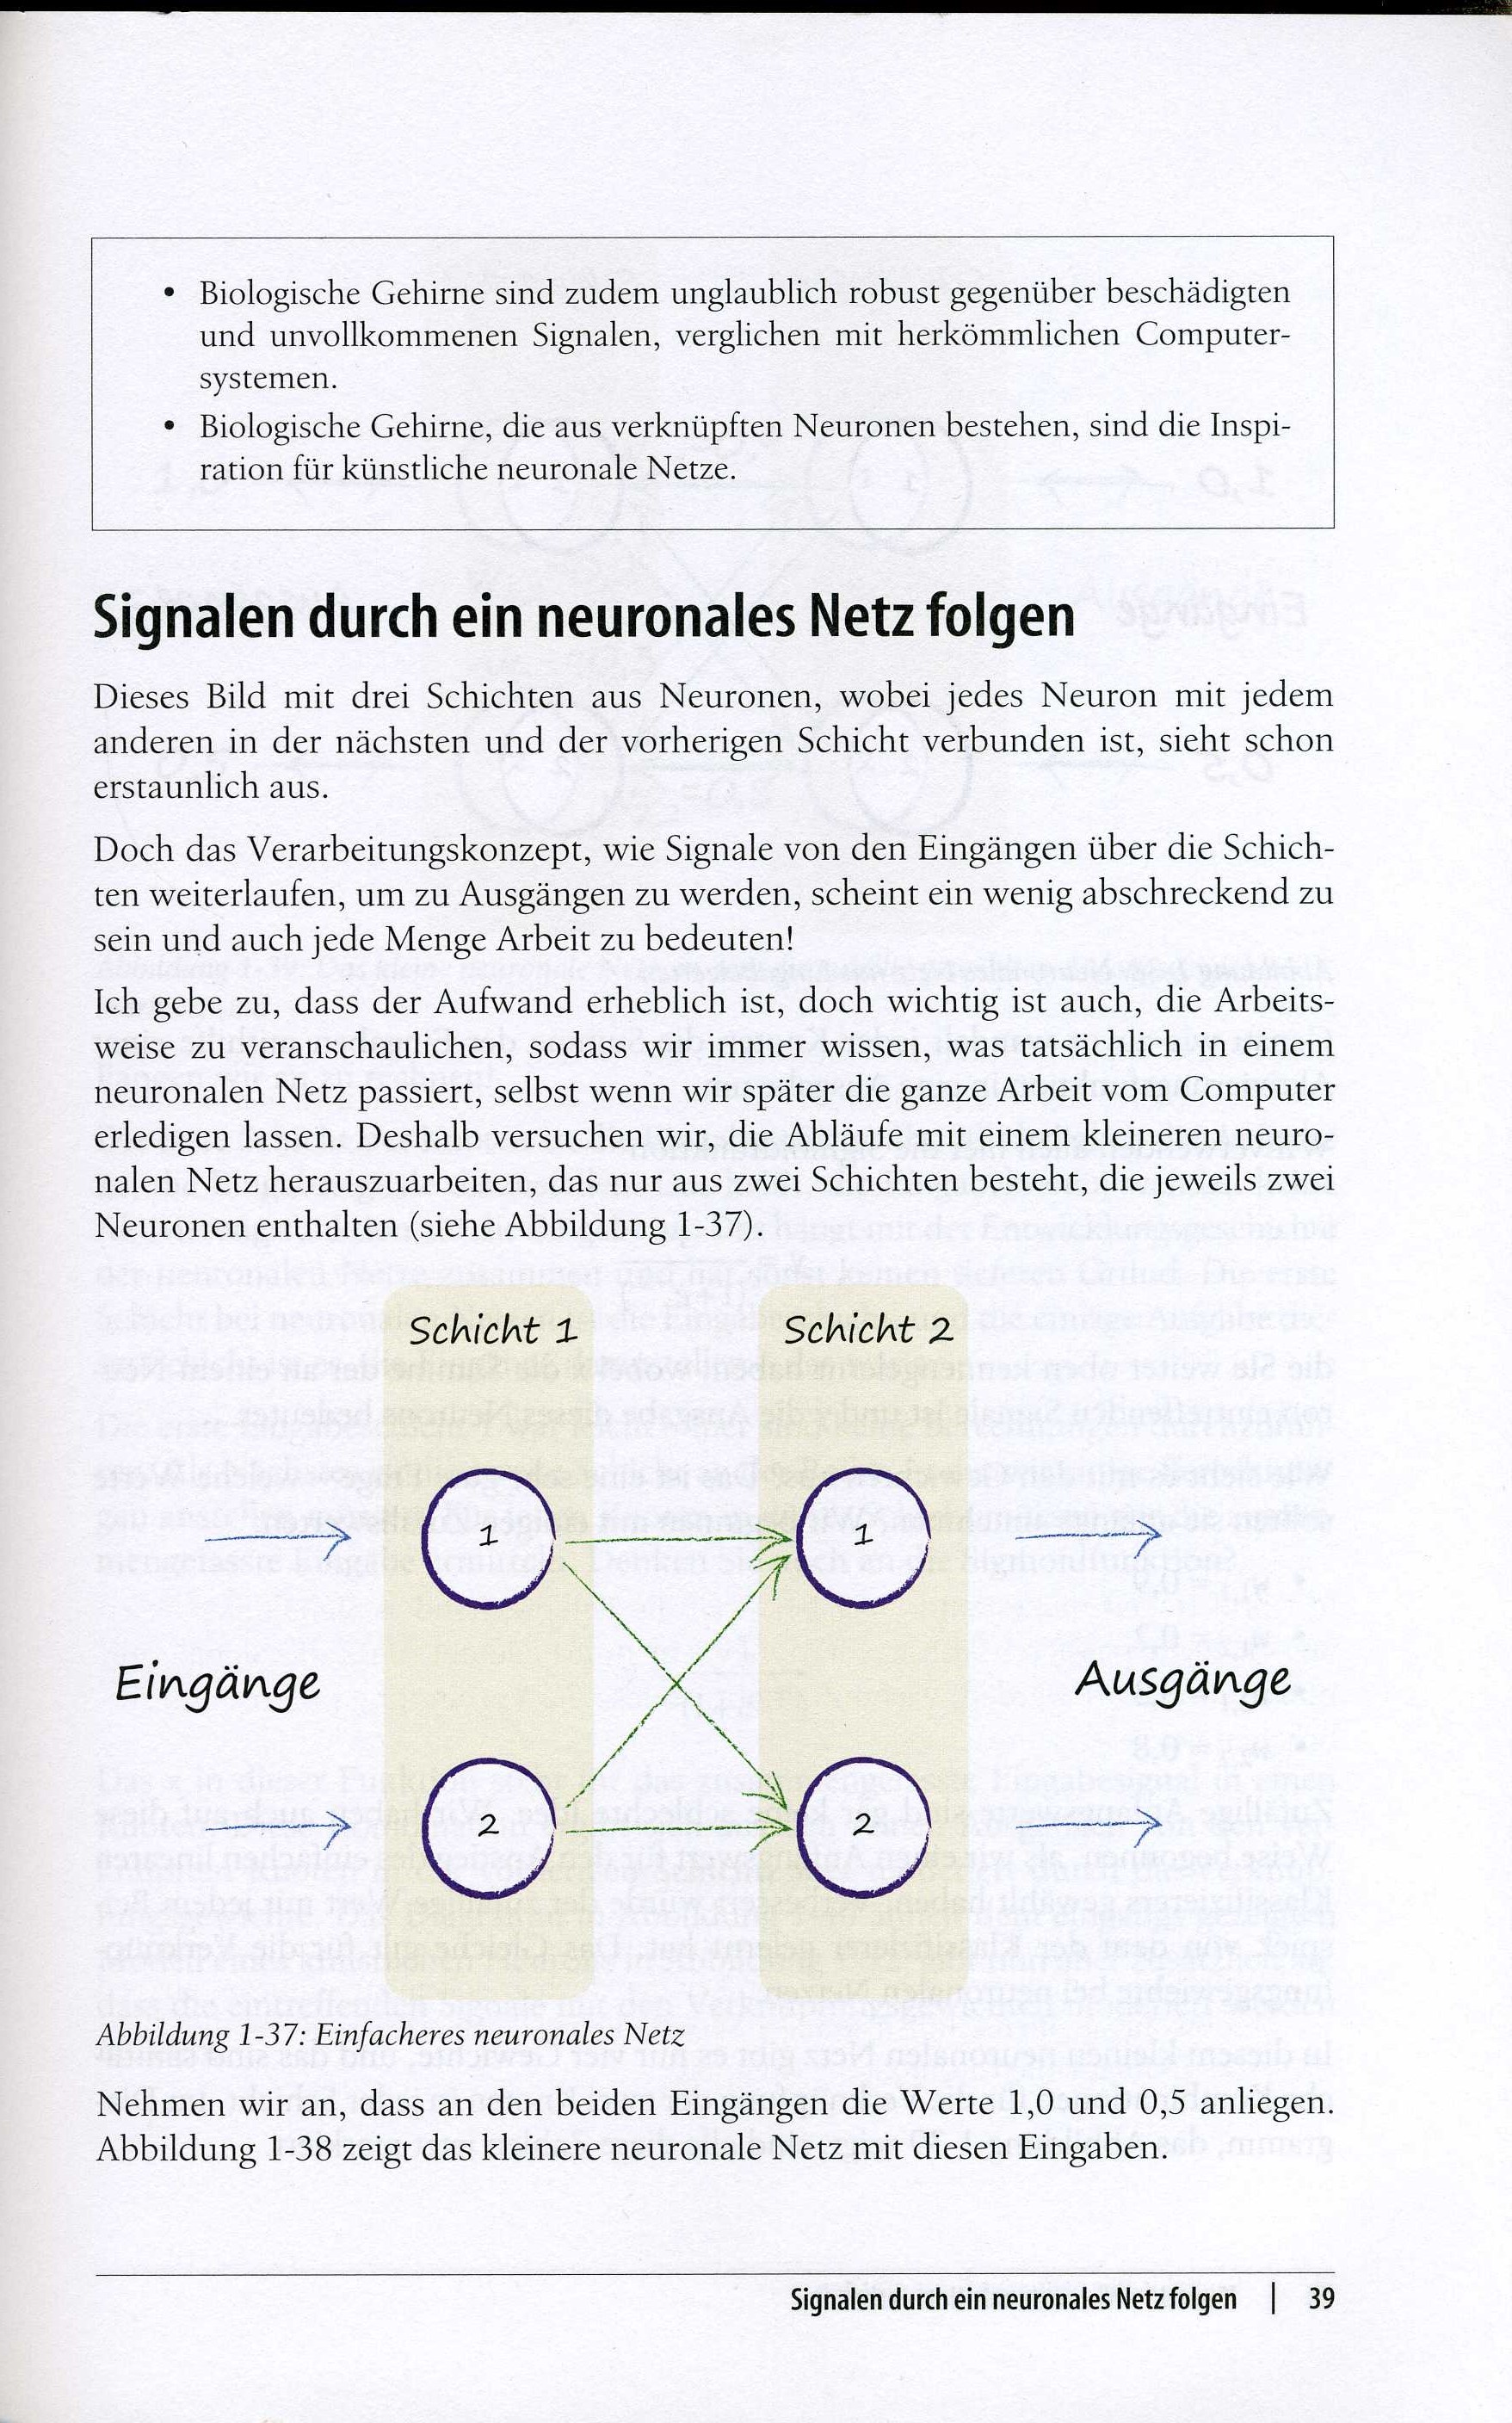 • Biologische Gehirne sind zudem unglaublich robust gegenüber beschädigten
und unvollkommenen Signalen, verglichen mit herkömmlichen Computer-
systemen.
• Biologische Gehirne, die aus verknüpften Neuronen bestehen, sind die Inspi-
ration für künstliche neuronale Netze.
Signalen durch ein neuronales Netz folgen
Dieses Bild mit drei Schichten aus Neuronen, wobei jedes Neuron mit jedem
anderen in der nächsten und der vorherigen Schicht verbunden ist, sieht schon
erstaunlich aus.
Doch das Verarbeitungskonzept, wie Signale von den Eingängen über die Schich-
ten weiterlaufen, um zu Ausgängen zu werden, scheint ein wenig abschreckend zu
sein und auch jede Menge Arbeit zu bedeuten!
Ich gebe zu, dass der Aufwand erheblich ist, doch wichtig ist auch, die Arbeits-
weise zu veranschaulichen, sodass wir immer wissen, was tatsächlich in einem
neuronalen Netz passiert, selbst wenn wir später die ganze Arbeit vom Computer
erledigen lassen. Deshalb versuchen wir, die Abläufe mit einem kleineren neuro-
nalen Netz herauszuarbeiten, das nur aus zwei Schichten besteht, die jeweils zwei
Neuronen enthalten (siehe Abbildung 1-37).
Schicht 1 Schicht 2
1 1
Eingänge Ausgänge
2 2
Abbildung 1-37: Einfacheres neuronales Netz
Nehmen wir an, dass an den beiden Eingängen die Werte 1,0 und 0,5 anliegen.
Abbildung 1-38 zeigt das kleinere neuronale Netz mit diesen Eingaben.
Signalen durch ein neuronales Netz folgen | 39